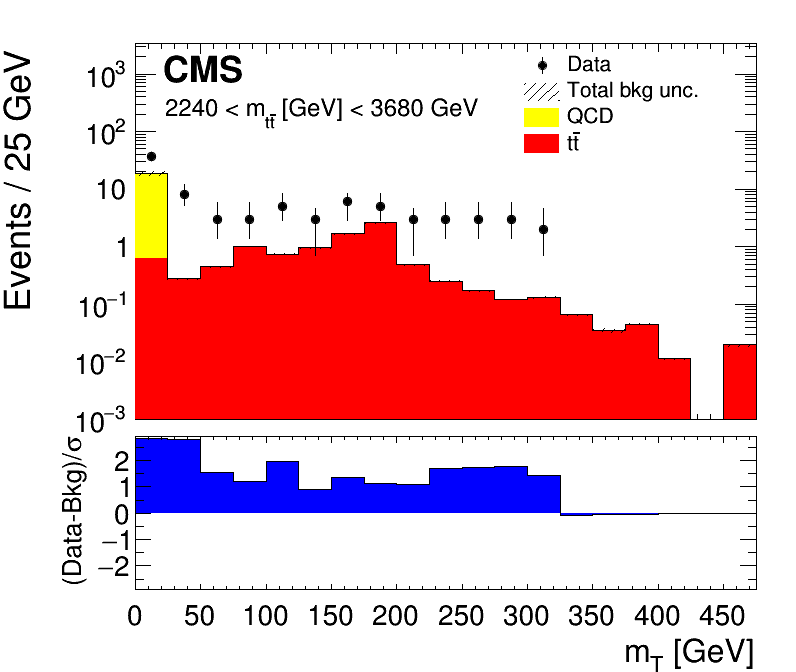 Events / 25 GeV
10³
10²
10
1
10⁻¹
10⁻²
10⁻³
CMS
2240 < m_tt̄ [GeV] < 3680 GeV
Data
Total bkg unc.
QCD
tt̄
(Data-Bkg)/σ
2
1
0
−1
−2
0 50 100 150 200 250 300 350 400 450
m_T [GeV]